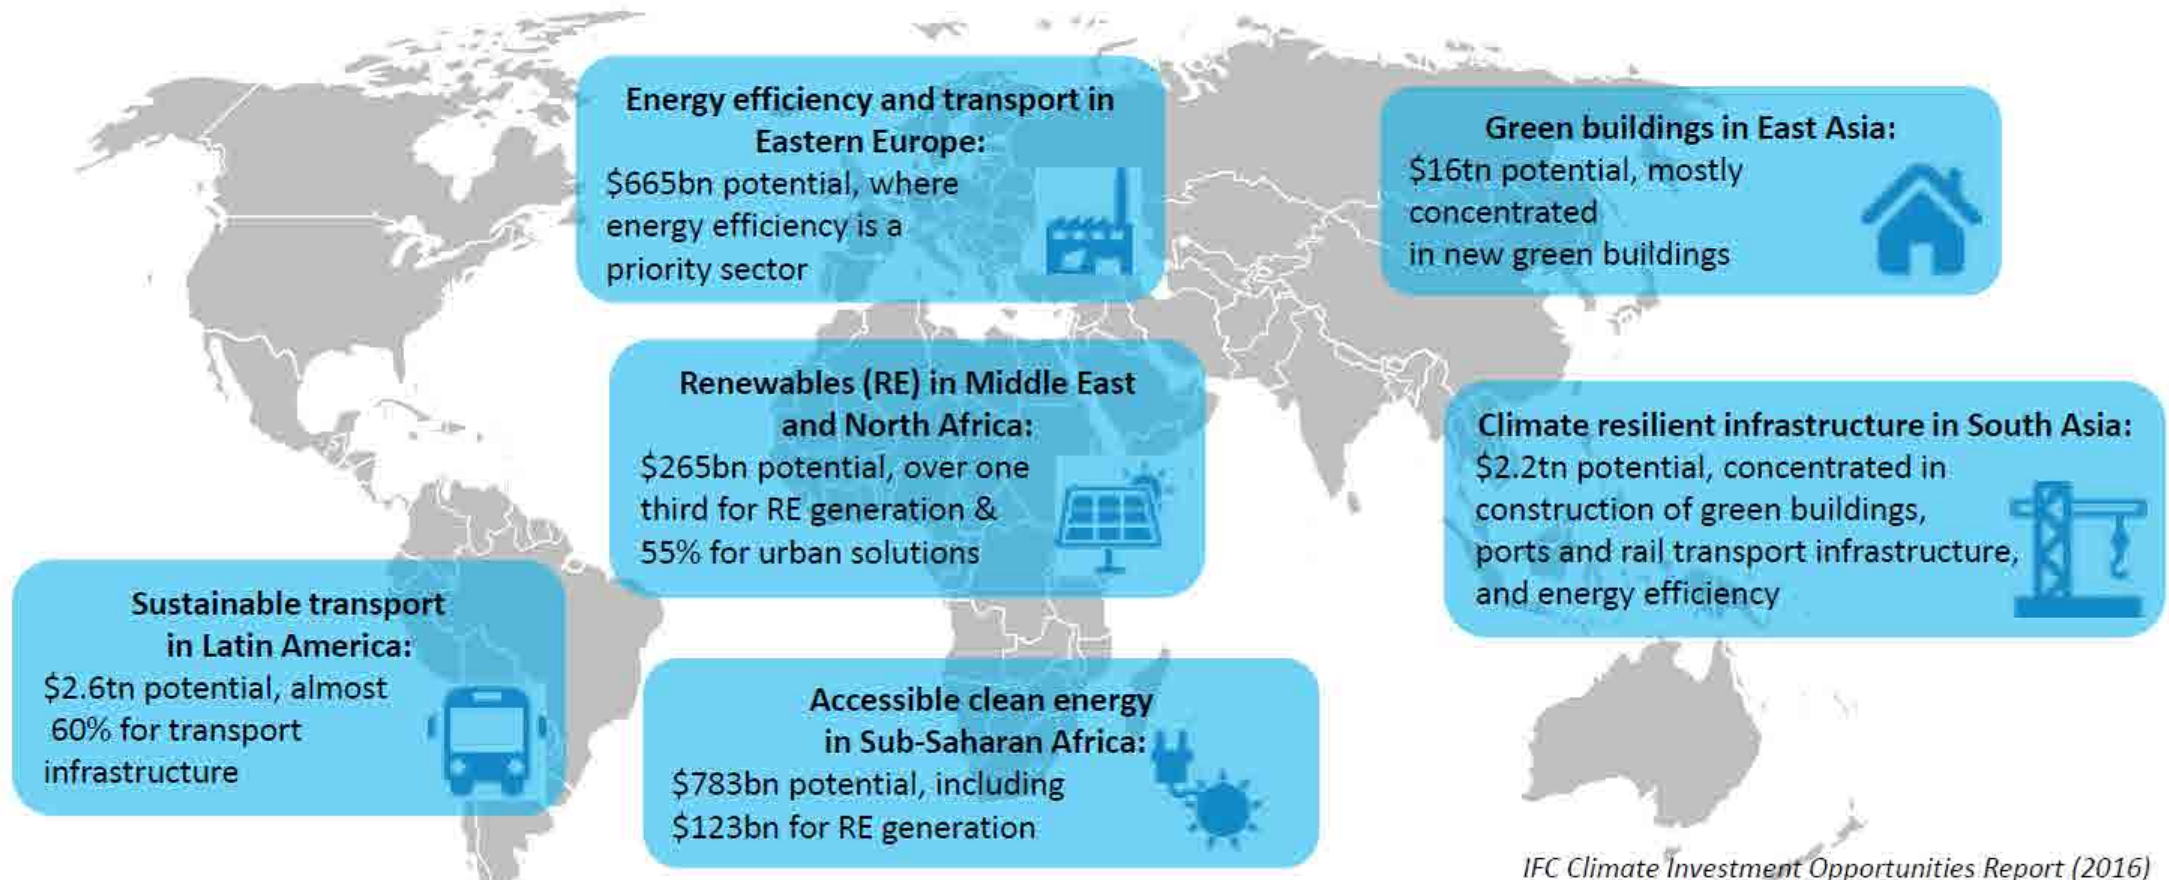 Energy efficiency and transport in
Eastern Europe:
$665bn potential, where
energy efficiency is a
priority sector
Green buildings in East Asia:
$16tn potential, mostly
concentrated
in new green buildings
Renewables (RE) in Middle East
and North Africa:
$265bn potential, over one
third for RE generation &
55% for urban solutions
Climate resilient infrastructure in South Asia:
$2.2tn potential, concentrated in
construction of green buildings,
ports and rail transport infrastructure,
and energy efficiency
Sustainable transport
in Latin America:
$2.6tn potential, almost
60% for transport
infrastructure
Accessible clean energy
in Sub-Saharan Africa:
$783bn potential, including
$123bn for RE generation
IFC Climate Investment Opportunities Report (2016)